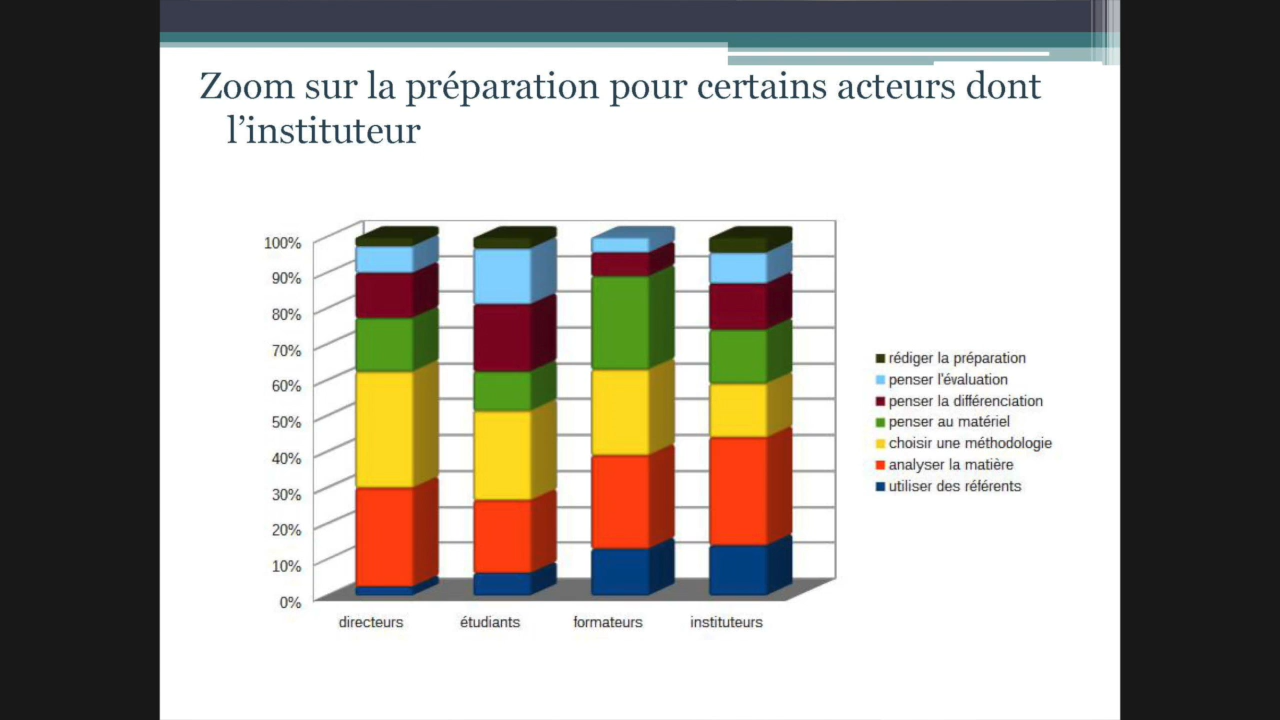 Zoom sur la préparation pour certains acteurs dont
l’instituteur
100%
90%
80%
70%
60%
50%
40%
30%
20%
10%
0%
directeurs
étudiants
formateurs
instituteurs
rédiger la préparation
penser l'évaluation
penser la différenciation
penser au matériel
choisir une méthodologie
analyser la matière
utiliser des référents